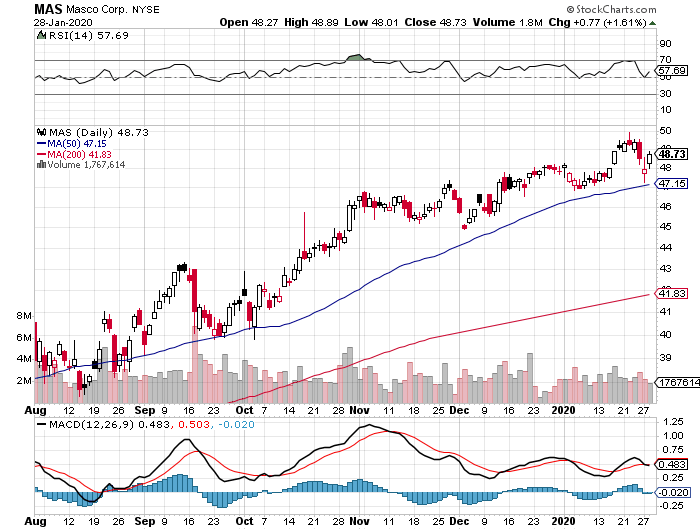 MAS Masco Corp. NYSE
© StockCharts.com
28-Jan-2020
Open 48.27 High 48.89 Low 48.01 Close 48.73 Volume 1.8M Chg +0.77 (+1.61%)
RSI(14) 57.69
90
70
57.69
50
30
10
MAS (Daily) 48.73
MA(50) 47.15
MA(200) 41.83
Volume 1,767,614
50
48.73
48
47.15
46
45
44
43
42
41.83
41
40
39
8M
6M
4M
2M
1767614
Aug 12 19 26 Sep 9 16 23 Oct 7 14 21 28 Nov 11 18 25 Dec 9 16 23 2020 13 21 27
MACD(12,26,9) 0.483, 0.503, -0.020
1.25
1.00
0.75
0.483
0.25
-0.020
-0.25
Aug 12 19 26 Sep 9 16 23 Oct 7 14 21 28 Nov 11 18 25 Dec 9 16 23 2020 13 21 27